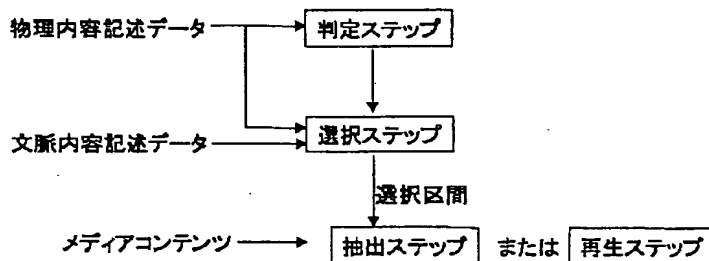 物理内容記述データ
判定ステップ
選択ステップ
文脈内容記述データ
選択区間
メディアコンテンツ 抽出ステップ または 再生ステップ